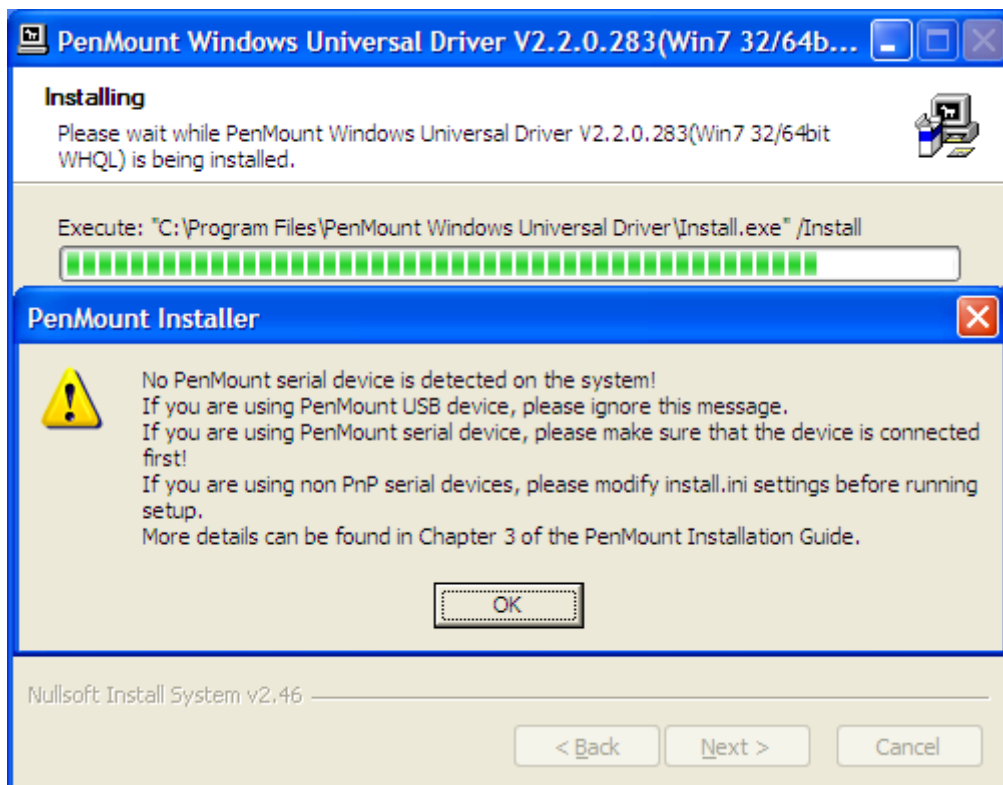 PenMount Windows Universal Driver V2.2.0.283(Win7 32/64b...
Installing
Please wait while PenMount Windows Universal Driver V2.2.0.283(Win7 32/64bit
WHQL) is being installed.
Execute: "C:\Program Files\PenMount Windows Universal Driver\Install.exe" /Install
PenMount Installer
No PenMount serial device is detected on the system!
If you are using PenMount USB device, please ignore this message.
If you are using PenMount serial device, please make sure that the device is connected
first!
If you are using non PnP serial devices, please modify install.ini settings before running
setup.
More details can be found in Chapter 3 of the PenMount Installation Guide.
OK
Nullsoft Install System v2.46
< Back Next > Cancel